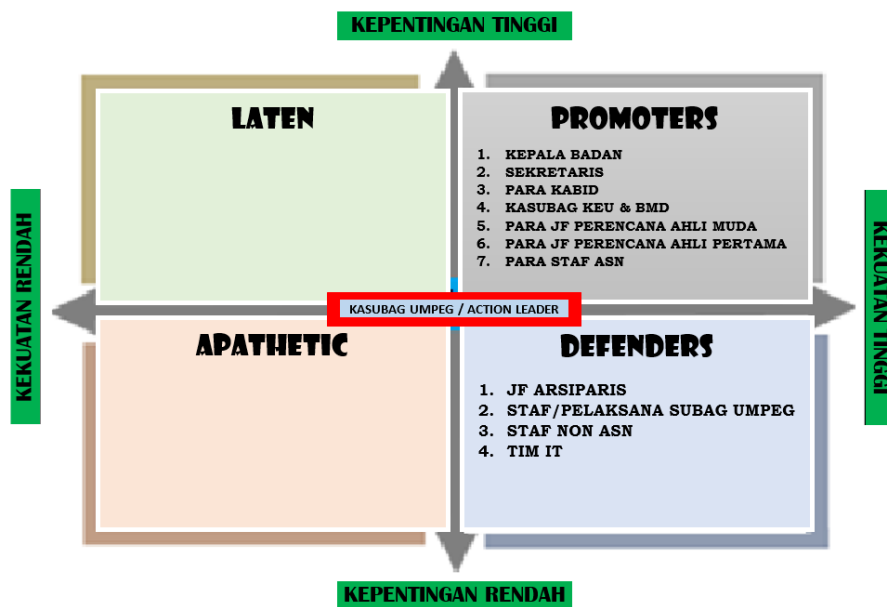 KEPENTINGAN TINGGI
LATEN
PROMOTERS
1. KEPALA BADAN
2. SEKRETARIS
3. PARA KABID
4. KASUBAG KEU & BMD
5. PARA JF PERENCANA AHLI MUDA
6. PARA JF PERENCANA AHLI PERTAMA
7. PARA STAF ASN
KEKUATAN RENDAH
KEKUATAN TINGGI
KASUBAG UMPEG / ACTION LEADER
APATHETIC
DEFENDERS
1. JF ARSIPARIS
2. STAF/PELAKSANA SUBAG UMPEG
3. STAF NON ASN
4. TIM IT
KEPENTINGAN RENDAH